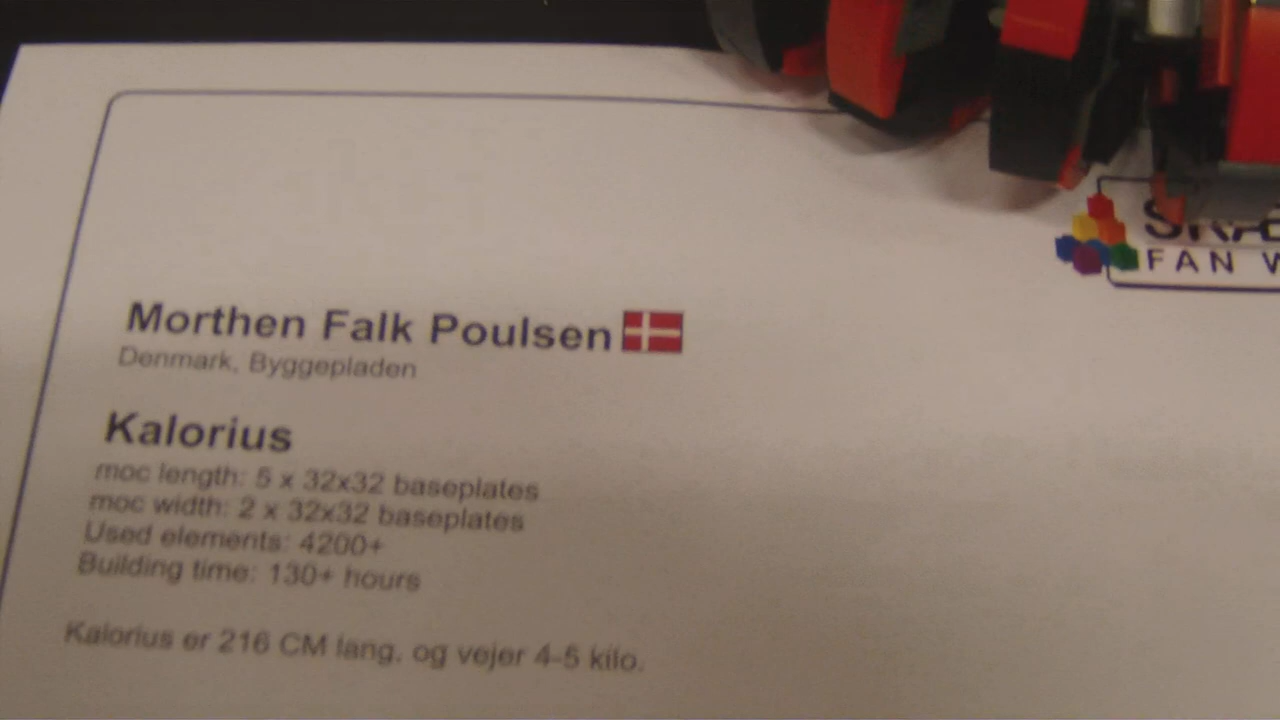 Morthen Falk Poulsen
Denmark, Byggepladen
Kalorius
moc length: 5 x 32x32 baseplates
moc width: 2 x 32x32 baseplates
Used elements: 4200+
Building time: 130+ hours
Kalorius er 216 CM lang, og vejer 4-5 kilo.
FAN